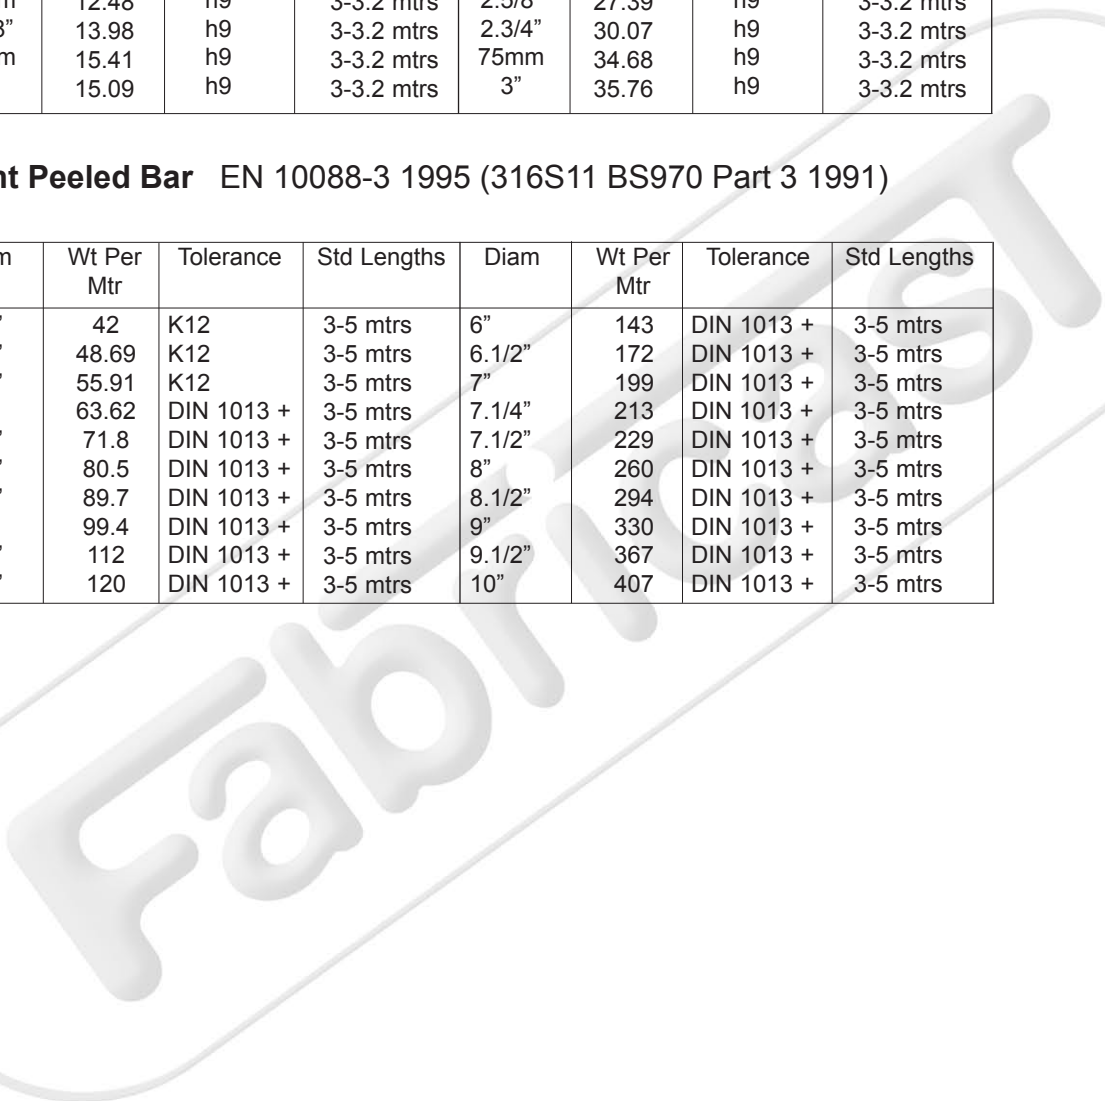 12.48 h9 3-3.2 mtrs 2.5/8” 27.39 h9 3-3.2 mtrs
13.98 h9 3-3.2 mtrs 2.3/4” 30.07 h9 3-3.2 mtrs
15.41 h9 3-3.2 mtrs 75mm 34.68 h9 3-3.2 mtrs
15.09 h9 3-3.2 mtrs 3” 35.76 h9 3-3.2 mtrs
Peeled Bar EN 10088-3 1995 (316S11 BS970 Part 3 1991)
Wt Per Tolerance Std Lengths Diam Wt Per Tolerance Std Lengths
Mtr Mtr
42 K12 3-5 mtrs 6” 143 DIN 1013 + 3-5 mtrs
48.69 K12 3-5 mtrs 6.1/2” 172 DIN 1013 + 3-5 mtrs
55.91 K12 3-5 mtrs 7” 199 DIN 1013 + 3-5 mtrs
63.62 DIN 1013 + 3-5 mtrs 7.1/4” 213 DIN 1013 + 3-5 mtrs
71.8 DIN 1013 + 3-5 mtrs 7.1/2” 229 DIN 1013 + 3-5 mtrs
80.5 DIN 1013 + 3-5 mtrs 8” 260 DIN 1013 + 3-5 mtrs
89.7 DIN 1013 + 3-5 mtrs 8.1/2” 294 DIN 1013 + 3-5 mtrs
99.4 DIN 1013 + 3-5 mtrs 9” 330 DIN 1013 + 3-5 mtrs
112 DIN 1013 + 3-5 mtrs 9.1/2” 367 DIN 1013 + 3-5 mtrs
120 DIN 1013 + 3-5 mtrs 10” 407 DIN 1013 + 3-5 mtrs
Fabricast